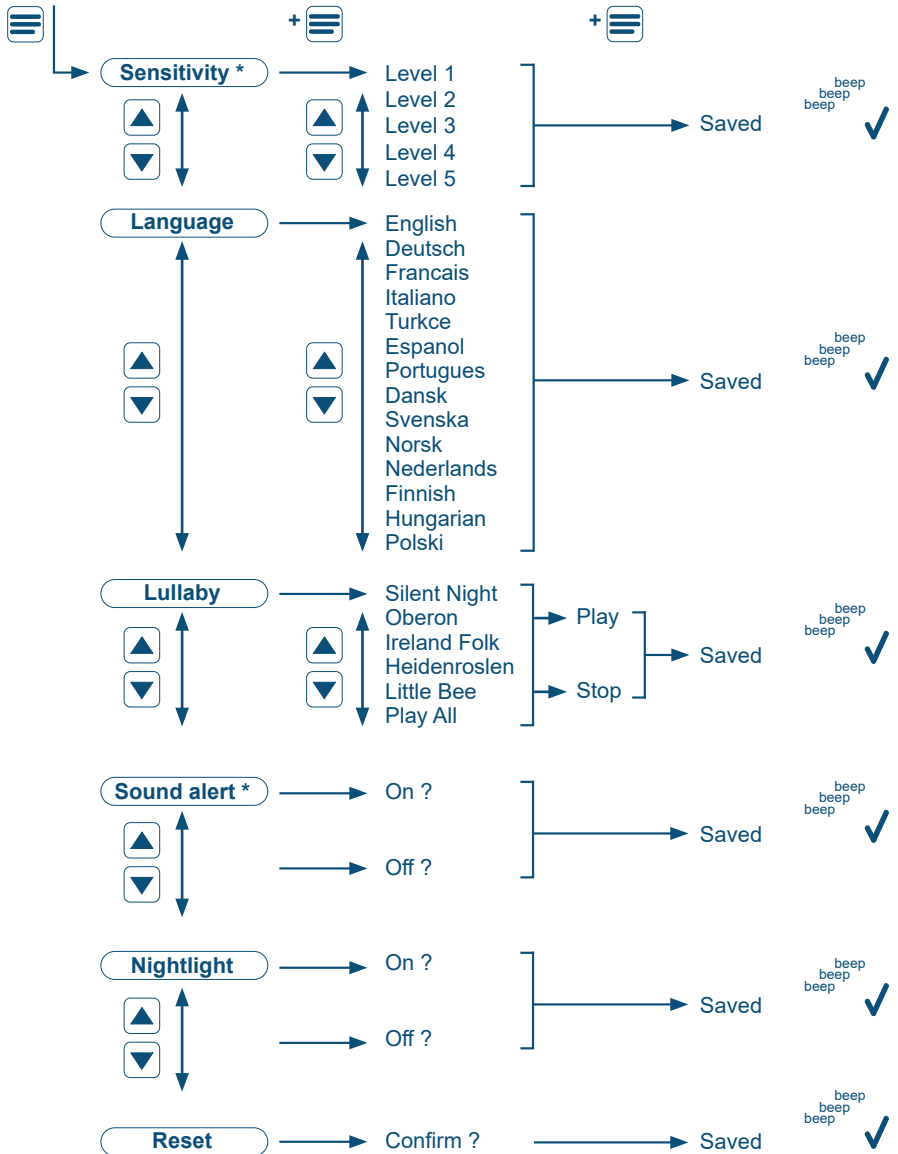 +
+
Sensitivity *
Level 1
Level 2
Level 3
Level 4
Level 5
Saved
beep
beep
beep
Language
English
Deutsch
Francais
Italiano
Turkce
Espanol
Portugues
Dansk
Svenska
Norsk
Nederlands
Finnish
Hungarian
Polski
Saved
beep
beep
beep
Lullaby
Silent Night
Oberon
Ireland Folk
Heidenroslen
Little Bee
Play All
Play
Stop
Saved
beep
beep
beep
Sound alert *
On ?
Off ?
Saved
beep
beep
beep
Nightlight
On ?
Off ?
Saved
beep
beep
beep
Reset
Confirm ?
Saved
beep
beep
beep